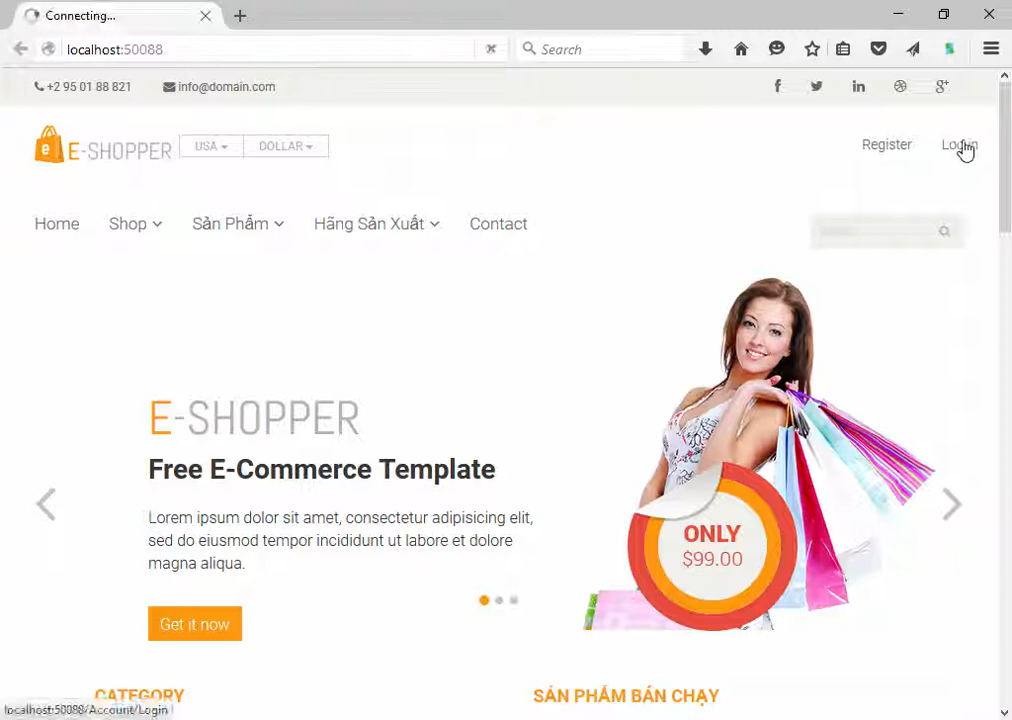 Connecting...
localhost:50088
Search
+2 95 01 88 821
info@domain.com
E-SHOPPER
USA
DOLLAR
Register
Login
Home
Shop
Sản Phẩm
Hãng Sản Xuất
Contact
E-SHOPPER
Free E-Commerce Template
Lorem ipsum dolor sit amet, consectetur adipisicing elit,
sed do eiusmod tempor incididunt ut labore et dolore
magna aliqua.
ONLY
$99.00
Get it now
CATEGORY
SẢN PHẨM BÁN CHẠY
localhost:50088/Account/Login